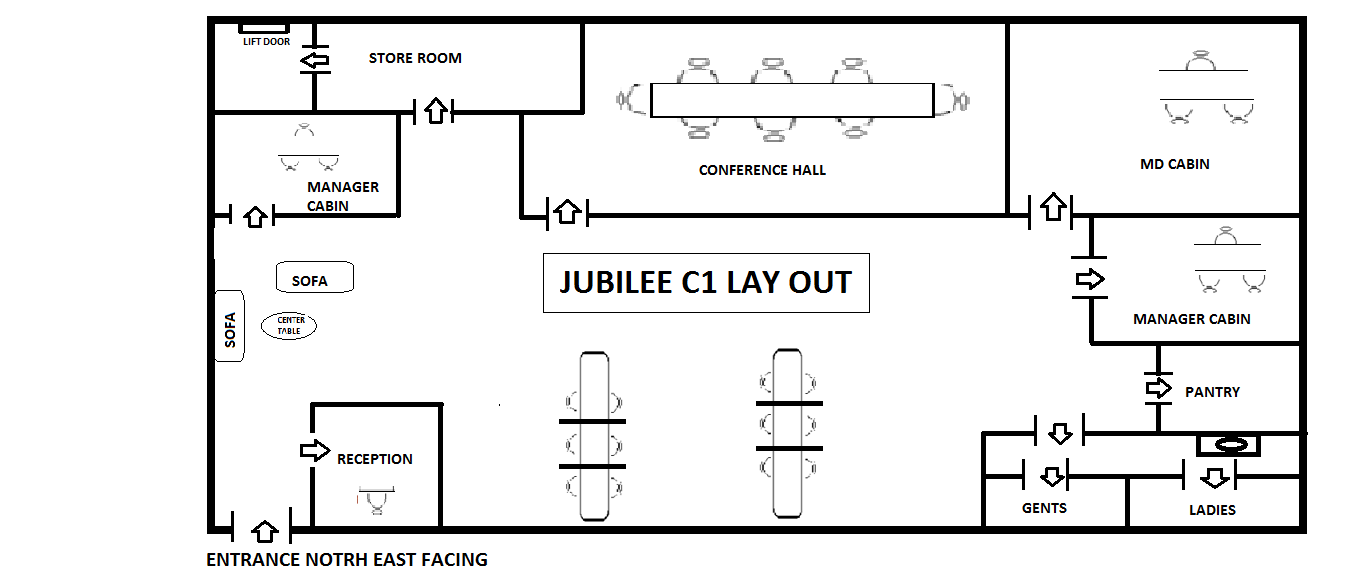 LIFT DOOR
STORE ROOM
CONFERENCE HALL
MD CABIN
MANAGER
CABIN
SOFA
SOFA
CENTER
TABLE
JUBILEE C1 LAY OUT
MANAGER CABIN
PANTRY
RECEPTION
GENTS
LADIES
ENTRANCE NOTRH EAST FACING